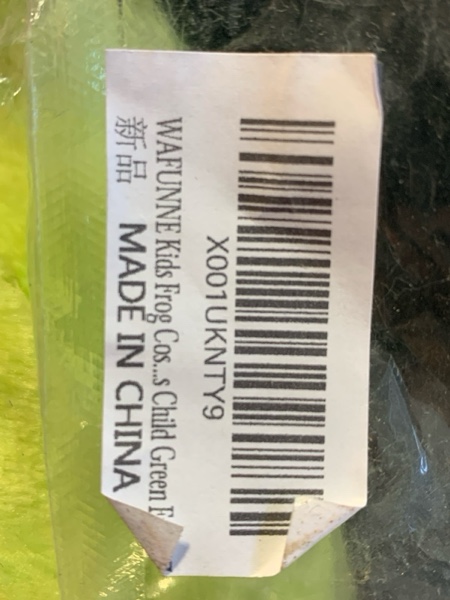 X001UKNTY9
WAFUNNE Kids Frog Cos...s Child Green F
新品 MADE IN CHINA